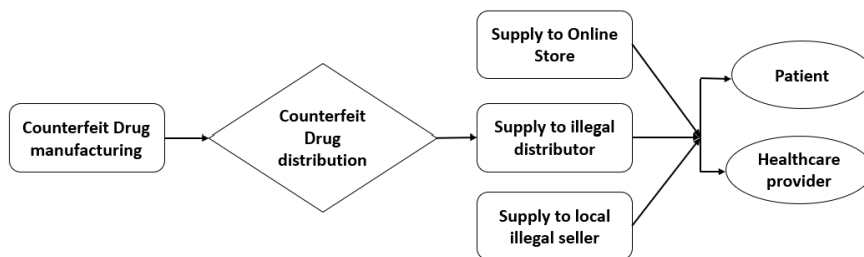 Counterfeit Drug
manufacturing
Counterfeit
Drug
distribution
Supply to Online
Store
Supply to illegal
distributor
Supply to local
illegal seller
Patient
Healthcare
provider